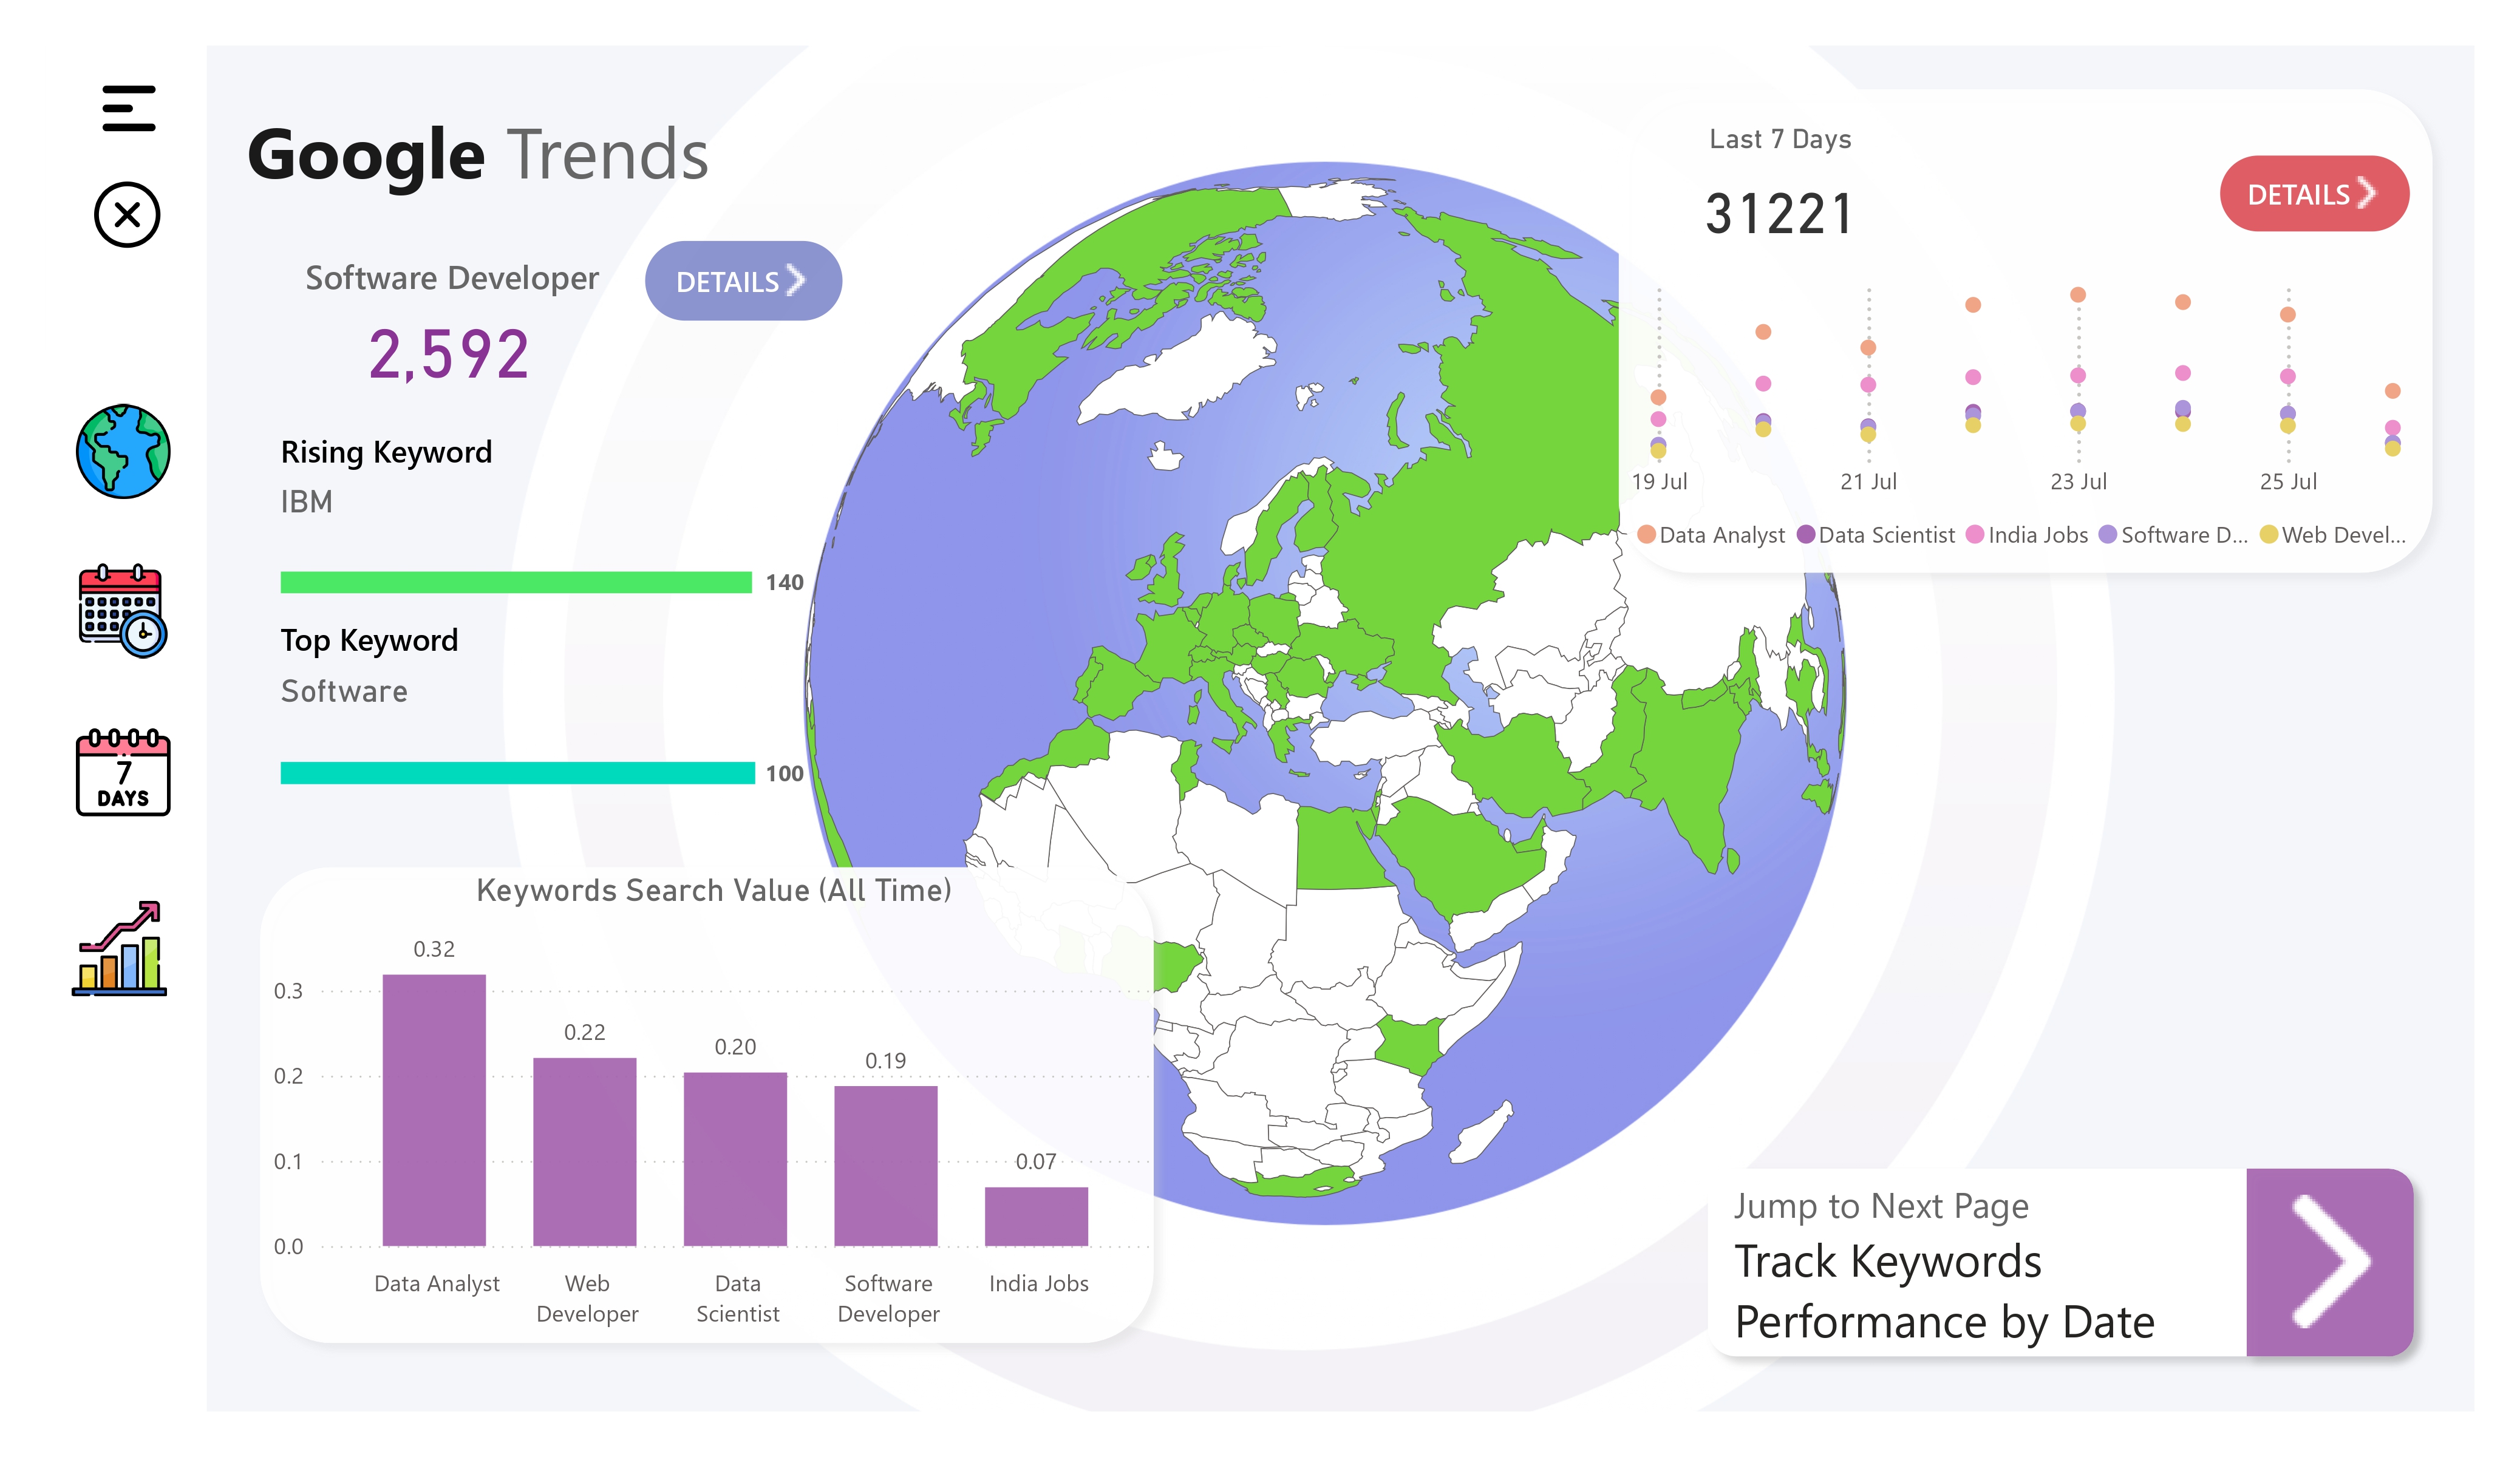 Google Trends
Software Developer
DETAILS
2,592
Rising Keyword
IBM
140
Top Keyword
Software
100
7
DAYS
Keywords Search Value (All Time)
0.3
0.2
0.1
0.0
0.32
0.22
0.20
0.19
0.07
Data Analyst
Web
Developer
Data
Scientist
Software
Developer
India Jobs
Last 7 Days
31221
DETAILS
19 Jul
21 Jul
23 Jul
25 Jul
Data Analyst
Data Scientist
India Jobs
Software D...
Web Devel...
Jump to Next Page
Track Keywords
Performance by Date